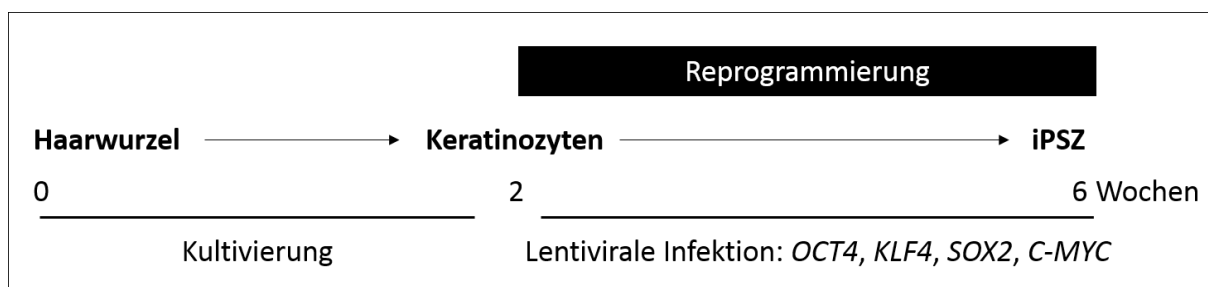 Reprogrammierung
Haarwurzel Keratinozyten iPSZ
0 2 6 Wochen
Kultivierung Lentivirale Infektion: OCT4, KLF4, SOX2, C-MYC